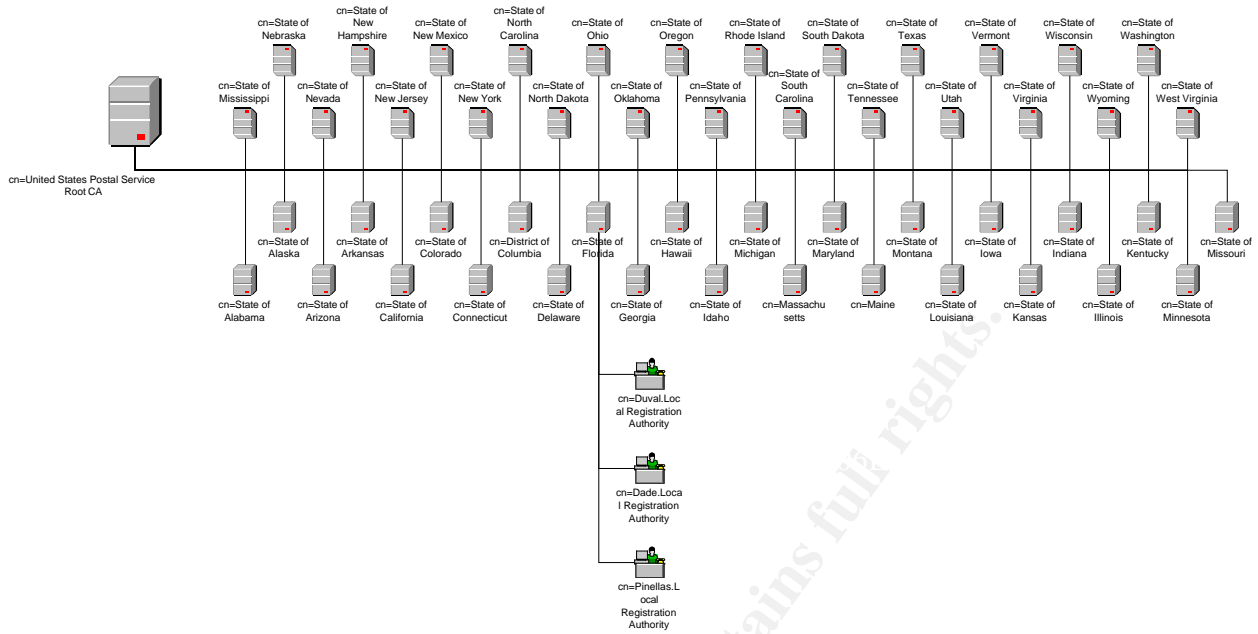 cn=State of
Nebraska
cn=State of
New
Hampshire
cn=State of
New Mexico
cn=State of
North
Carolina
cn=State of
Ohio
cn=State of
Oregon
cn=State of
Rhode Island
cn=State of
South Dakota
cn=State of
Texas
cn=State of
Vermont
cn=State of
Wisconsin
cn=State of
Washington
cn=State of
Mississippi
cn=State of
Nevada
cn=State of
New Jersey
cn=State of
New York
cn=State of
North Dakota
cn=State of
Oklahoma
cn=State of
Pennsylvania
cn=State of
South
Carolina
cn=State of
Tennessee
cn=State of
Utah
cn=State of
Virginia
cn=State of
Wyoming
cn=State of
West Virginia
cn=United States Postal Service
Root CA
cn=State of
Alaska
cn=State of
Arkansas
cn=State of
Colorado
cn=District of
Columbia
cn=State of
Florida
cn=State of
Hawaii
cn=State of
Michigan
cn=State of
Maryland
cn=State of
Montana
cn=State of
Iowa
cn=State of
Indiana
cn=State of
Kentucky
cn=State of
Missouri
cn=State of
Alabama
cn=State of
Arizona
cn=State of
California
cn=State of
Connecticut
cn=State of
Delaware
cn=State of
Georgia
cn=State of
Idaho
cn=Massachu
setts
cn=Maine
cn=State of
Louisiana
cn=State of
Kansas
cn=State of
Illinois
cn=State of
Minnesota
cn=Duval.Loc
al Registration
Authority
cn=Dade.Loca
l Registration
Authority
cn=Pinellas.L
ocal
Registration
Authority
tains full rights.